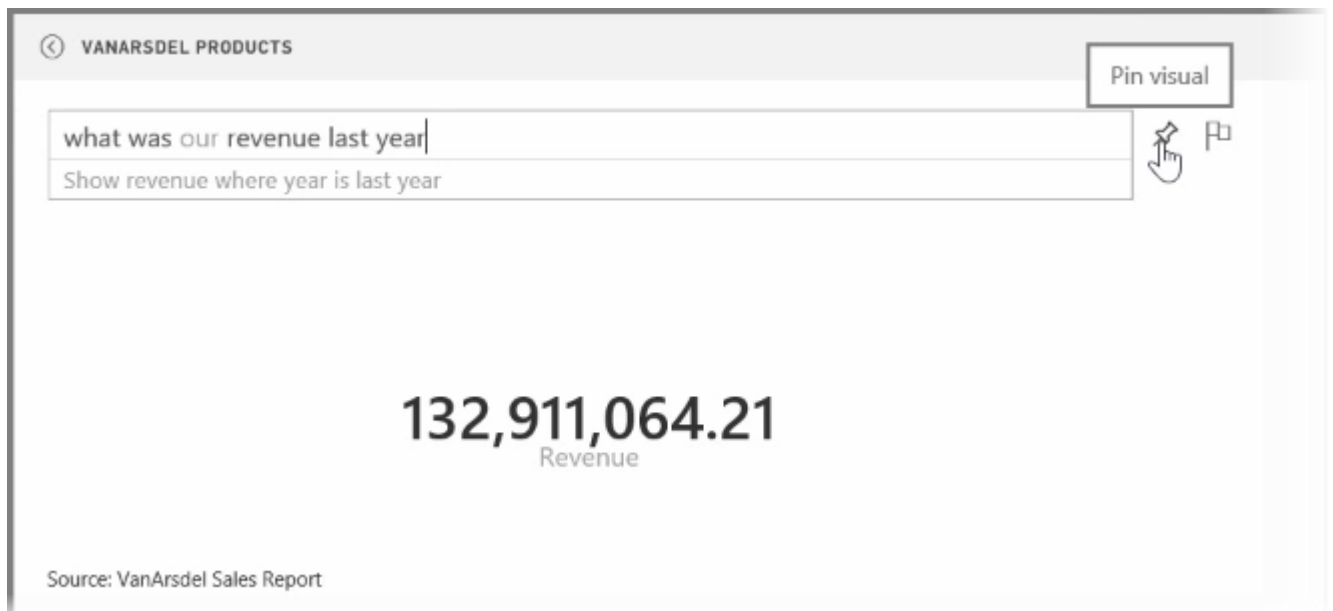 VANARSDEL PRODUCTS
Pin visual
what was our revenue last year
Show revenue where year is last year
132,911,064.21
Revenue
Source: VanArsdel Sales Report